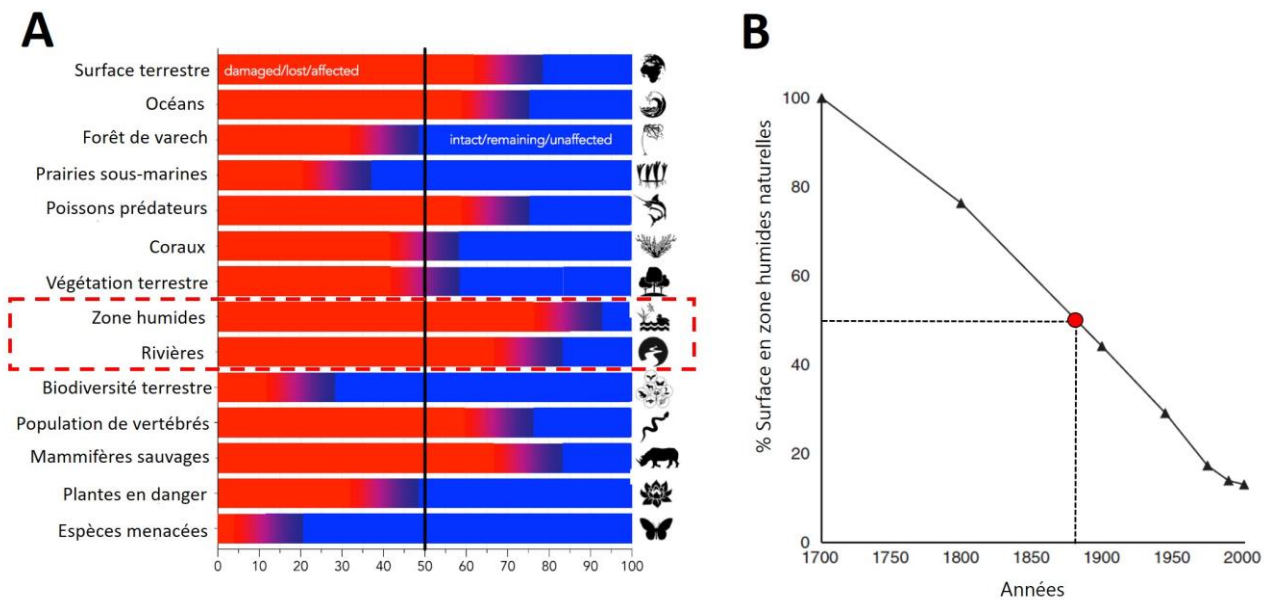 A
Surface terrestre
damaged/lost/affected
Océans
Forêt de varech
intact/remaining/unaffected
Prairies sous-marines
Poissons prédateurs
Coraux
Végétation terrestre
Zone humides
Rivières
Biodiversité terrestre
Population de vertébrés
Mammifères sauvages
Plantes en danger
Espèces menacées
0 10 20 30 40 50 60 70 80 90 100
B
% Surface en zone humides naturelles
100
80
60
40
20
0
1700 1800 1850 1900 1950 2000
Années